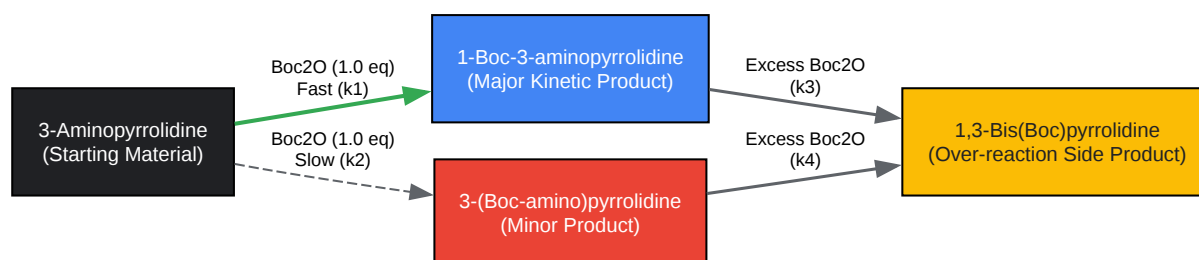 3-Aminopyrrolidine
(Starting Material)
Boc2O (1.0 eq)
Fast (k1)
Boc2O (1.0 eq)
Slow (k2)
1-Boc-3-aminopyrrolidine
(Major Kinetic Product)
3-(Boc-amino)pyrrolidine
(Minor Product)
Excess Boc2O
(k3)
Excess Boc2O
(k4)
1,3-Bis(Boc)pyrrolidine
(Over-reaction Side Product)